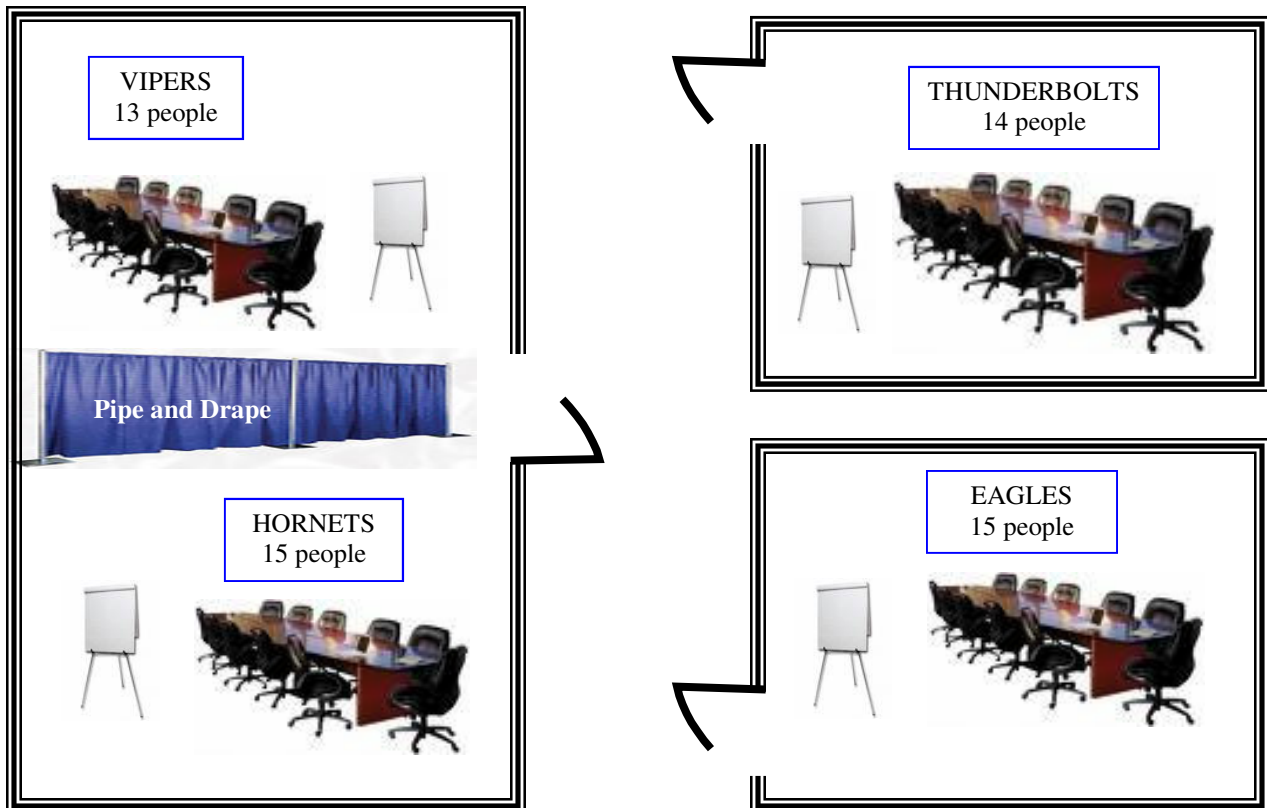 VIPERS
13 people
THUNDERBOLTS
14 people
Pipe and Drape
HORNETS
15 people
EAGLES
15 people